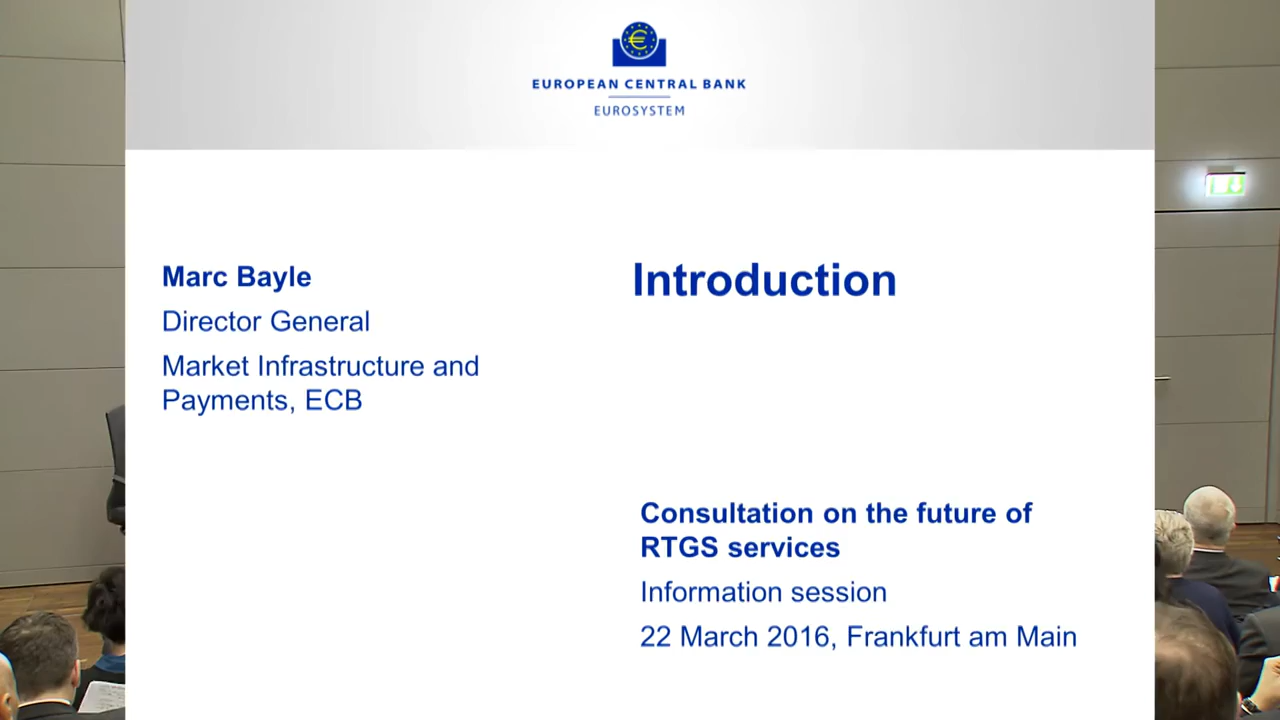 EUROPEAN CENTRAL BANK
EUROSYSTEM
Marc Bayle
Director General
Market Infrastructure and
Payments, ECB
Introduction
Consultation on the future of
RTGS services
Information session
22 March 2016, Frankfurt am Main